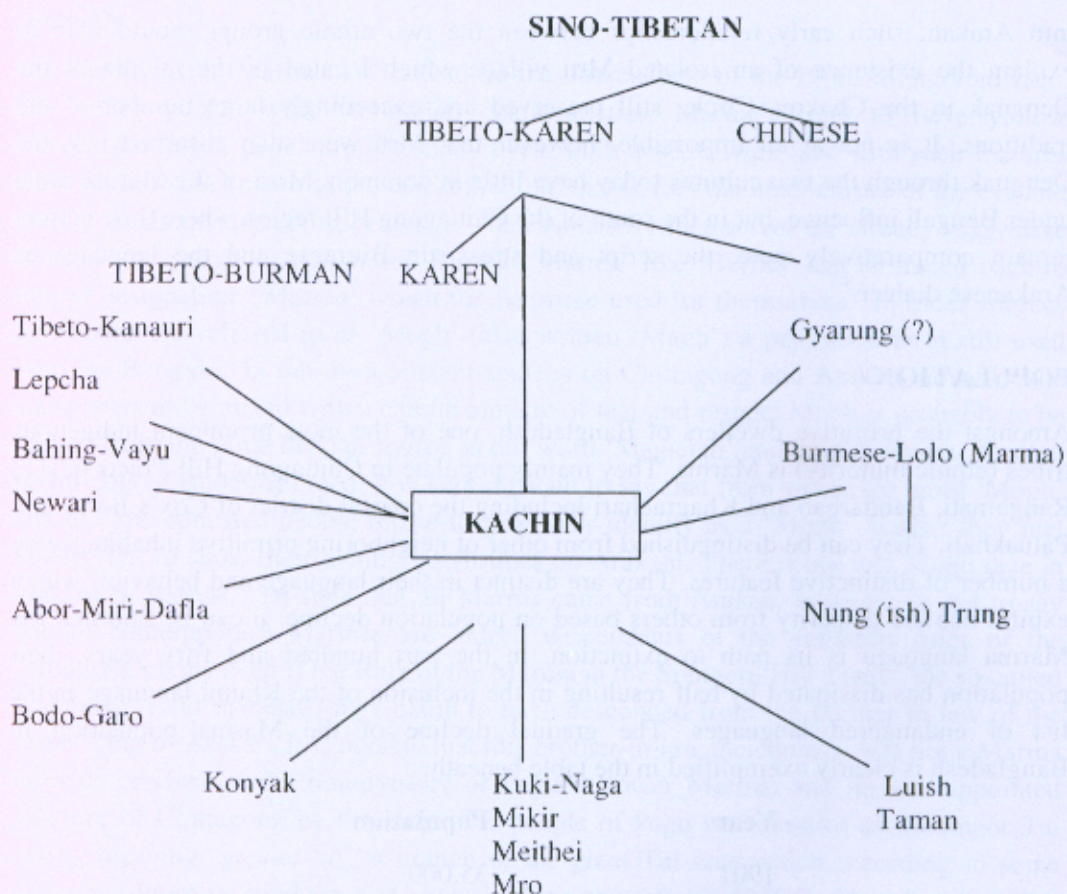 SINO-TIBETAN
TIBETO-KAREN CHINESE
TIBETO-BURMAN KAREN
Tibeto-Kanauri Gyarung (?)
Lepcha
Bahing-Vayu Burmese-Lolo (Marma)
Newari
KACHIN
Abor-Miri-Dafla Nung (ish) Trung
Bodo-Garo
Konyak Kuki-Naga Luish
Mikir Taman
Meithei
Mro